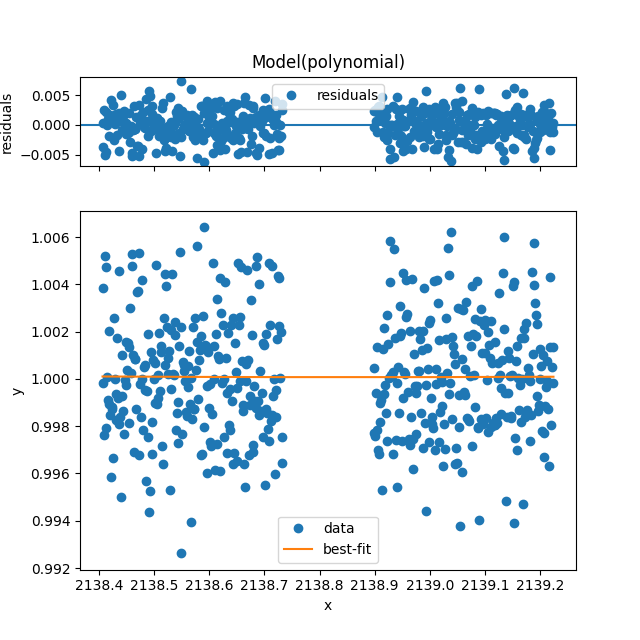 Model(polynomial)
residuals
0.005
0.000
−0.005
residuals
y
1.006
1.004
1.002
1.000
0.998
0.996
0.994
0.992
data
best-fit
2138.4 2138.5 2138.6 2138.7 2138.8 2138.9 2139.0 2139.1 2139.2
x